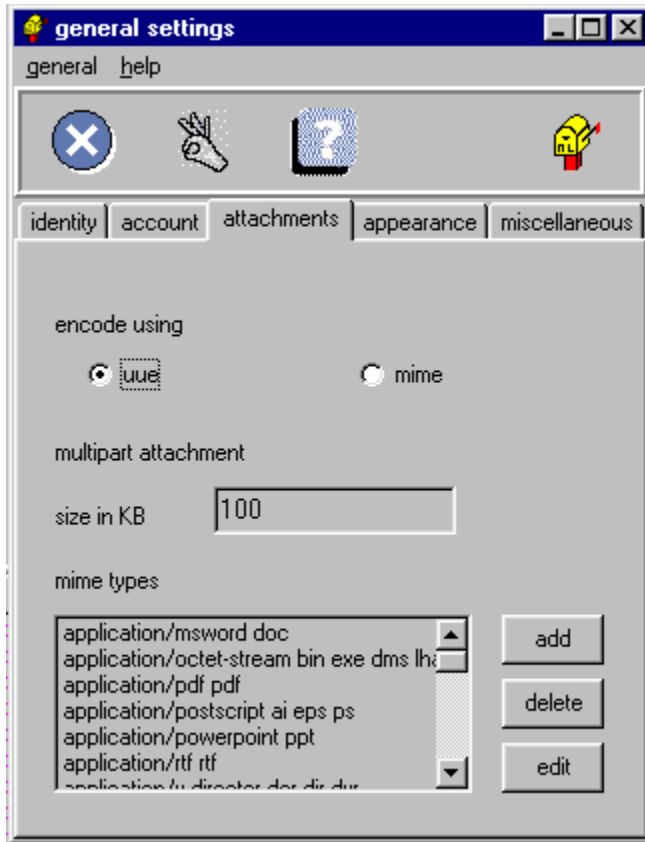 general settings
general help
identity account attachments appearance miscellaneous
encode using
uue mime
multipart attachment
size in KB 100
mime types
application/msword doc
application/octet-stream bin exe dms lha
application/pdf pdf
application/postscript ai eps ps
application/powerpoint ppt
application/rtf rtf
add
delete
edit